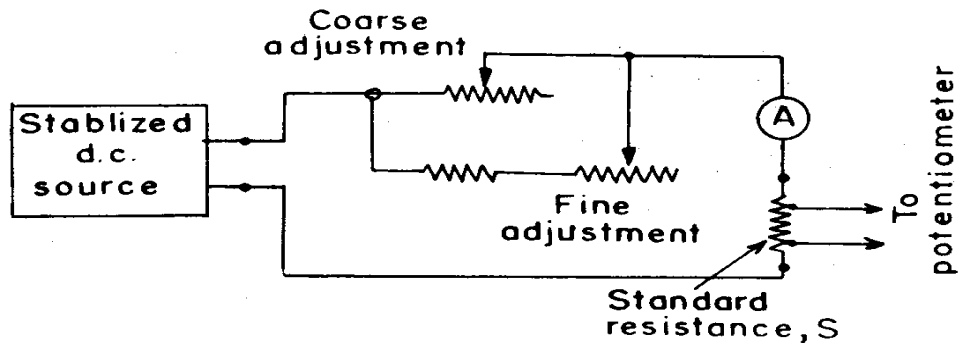 Coarse
adjustment
Stablized
d.c.
source
A
Fine
adjustment
To
potentiometer
Standard
resistance, S